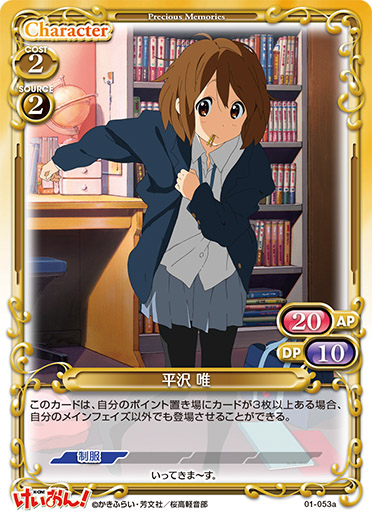 Precious Memories
Character
COST
2
SOURCE
2
20 AP
DP 10
平沢 唯
このカードは、自分のポイント置き場にカードが3枚以上ある場合、
自分のメインフェイズ以外でも登場させることができる。
制服
いってきま〜す。
K-ON!
けいおん!
©かきふらい・芳文社/桜高軽音部
01-053a